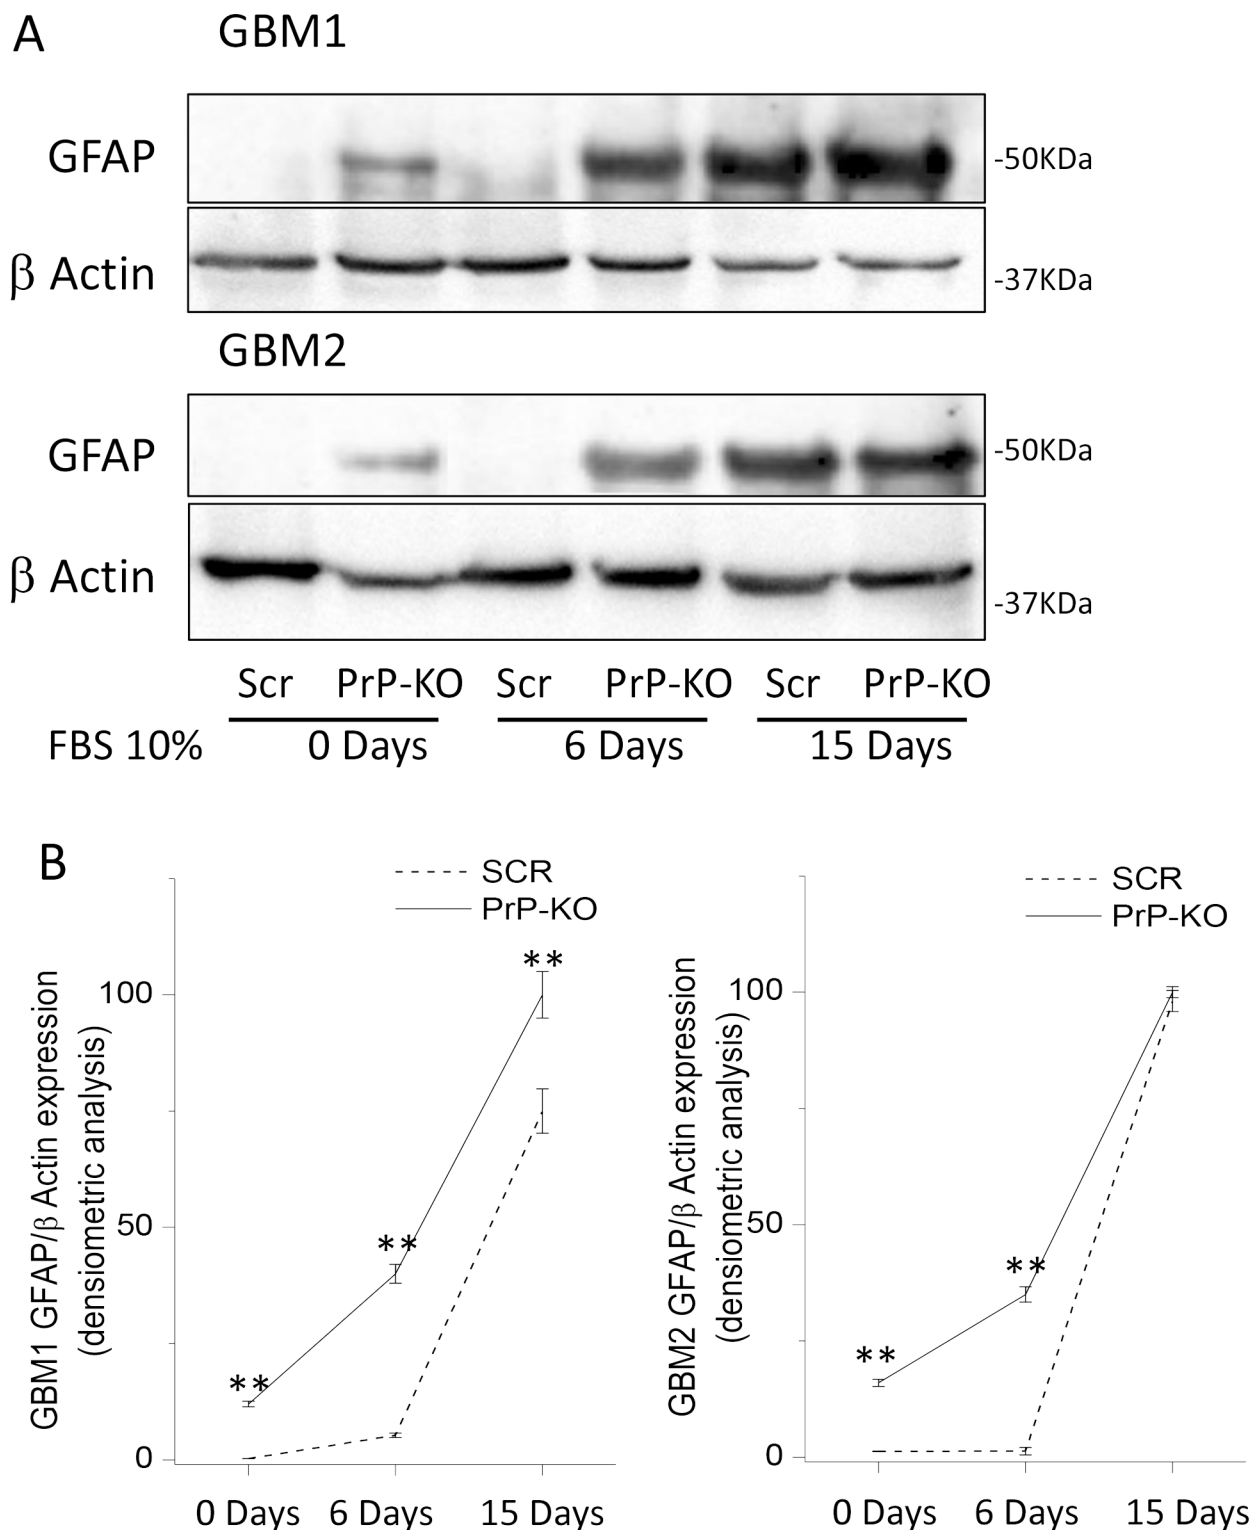 A
GBM1
GFAP
-50KDa
β Actin
-37KDa
GBM2
GFAP
-50KDa
β Actin
-37KDa
Scr PrP-KO Scr PrP-KO Scr PrP-KO
FBS 10% 0 Days 6 Days 15 Days
B
SCR
PrP-KO
**
100
**
50
**
0
GBM1 GFAP/β Actin expression
(densiometric analysis)
0 Days 6 Days 15 Days
SCR
PrP-KO
100
50
**
**
0
GBM2 GFAP/β Actin expression
(densiometric analysis)
0 Days 6 Days 15 Days